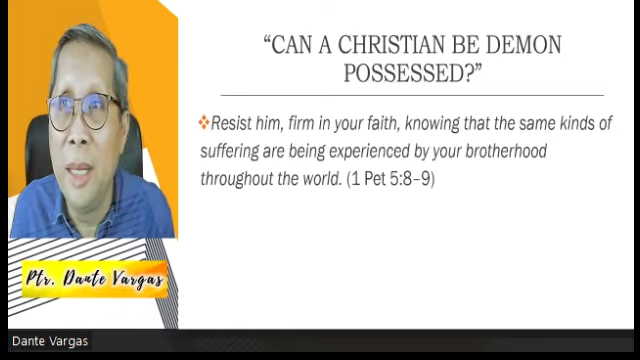 “CAN A CHRISTIAN BE DEMON
POSSESSED?”
Resist him, firm in your faith, knowing that the same kinds of
suffering are being experienced by your brotherhood
throughout the world. (1 Pet 5:8–9)
Ptr. Dante Vargas
Dante Vargas